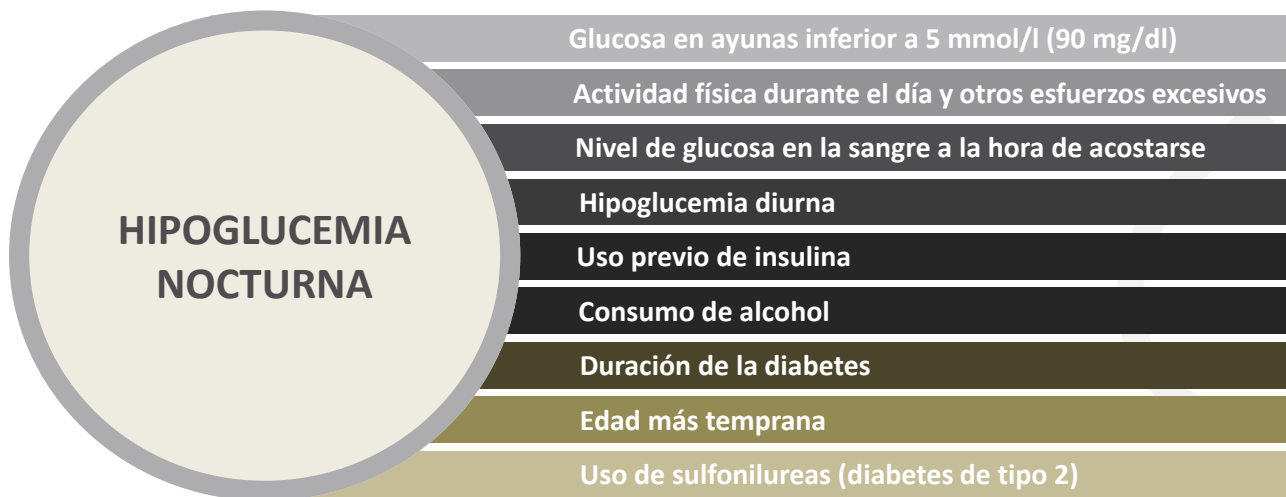 HIPOGLUCEMIA
NOCTURNA
Glucosa en ayunas inferior a 5 mmol/l (90 mg/dl)
Actividad física durante el día y otros esfuerzos excesivos
Nivel de glucosa en la sangre a la hora de acostarse
Hipoglucemia diurna
Uso previo de insulina
Consumo de alcohol
Duración de la diabetes
Edad más temprana
Uso de sulfonilureas (diabetes de tipo 2)